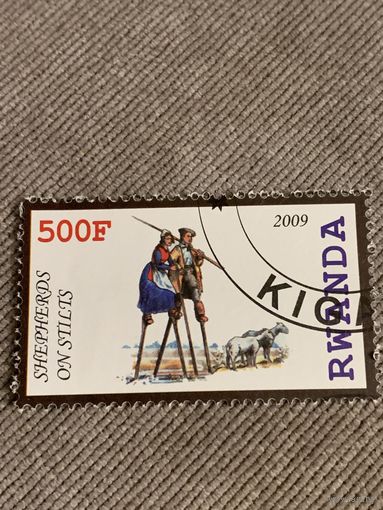 500F
2009
SHEPHERDS
ON STILTS
RWANDA
KIG